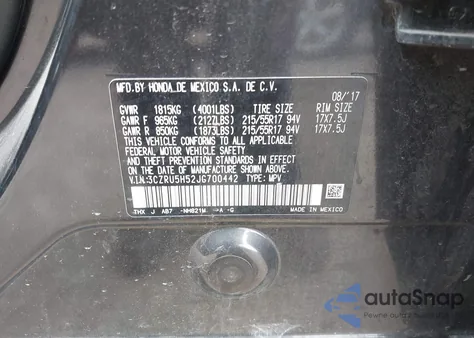 MFD.BY HONDA DE MEXICO S.A. DE C.V.
08/'17
GVWR 1815KG (4001LBS) TIRE SIZE RIM SIZE
GAWR F 965KG (2127LBS) 215/55R17 94V 17X7.5J
GAWR R 850KG (1873LBS) 215/55R17 94V 17X7.5J
THIS VEHICLE CONFORMS TO ALL APPLICABLE
FEDERAL MOTOR VEHICLE SAFETY AND
THEFT PREVENTION STANDARDS IN EFFECT ON
THE DATE OF MANUFACTURE SHOWN ABOVE.
V.I.N.:3CZRU5H52JG700442 TYPE: MPV
THX J AB7 -NH821M -A -G MADE IN MEXICO
autoSnap